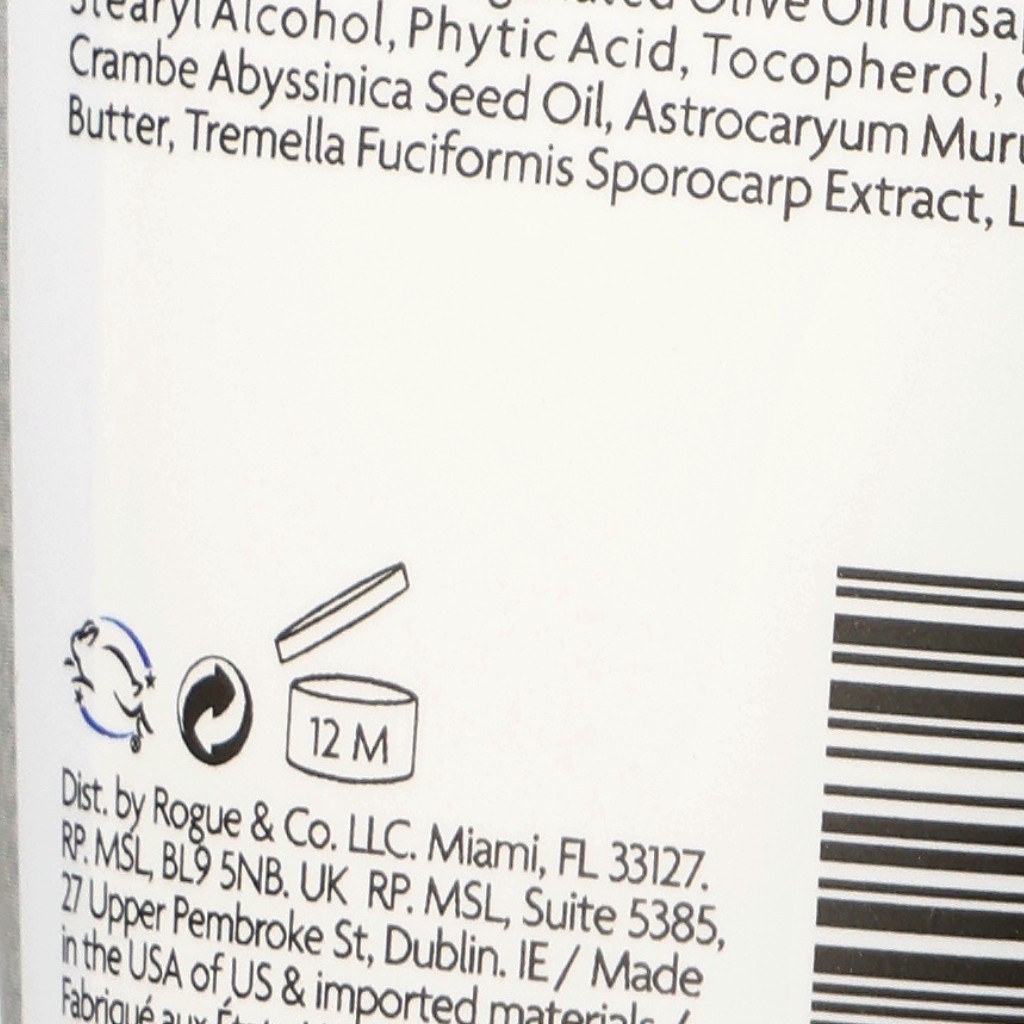 Stearyl Alcohol, Phytic Acid, Tocopherol,
Crambe Abyssinica Seed Oil, Astrocaryum
Butter, Tremella Fuciformis Sporocarp Extract,
12 M
Dist. by Rogue & Co. LLC. Miami, FL 33127.
RP. MSL, BL9 5NB. UK RP. MSL, Suite 5385,
27 Upper Pembroke St, Dublin. IE / Made
in the USA of US & imported materials /
Fabriqué aux